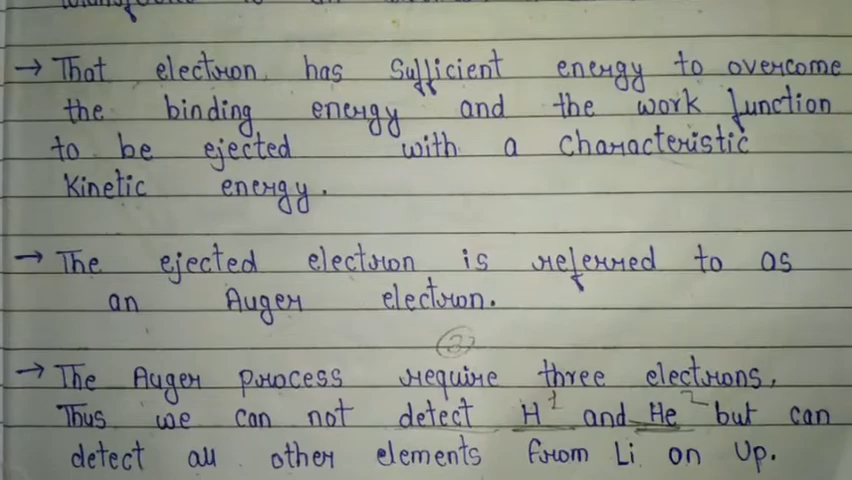 → That electron has sufficient energy to overcome
the binding energy and the work function
to be ejected with a characteristic
Kinetic energy.
→ The ejected electron is referred to as
an Auger electron.
(3)
→ The Auger process require three electrons.
Thus we can not detect H¹ and He² but can
detect all other elements from Li on Up.